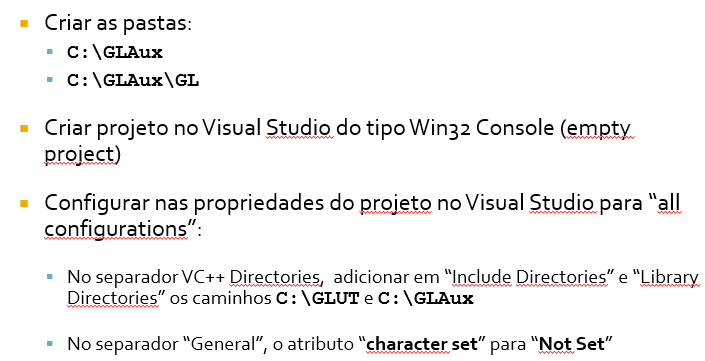 Criar as pastas:
C:\GLAux
C:\GLAux\GL
Criar projeto no Visual Studio do tipo Win32 Console (empty
project)
Configurar nas propriedades do projeto no Visual Studio para “all
configurations”:
No separador VC++ Directories, adicionar em “Include Directories” e “Library
Directories” os caminhos C:\GLUT e C:\GLAux
No separador “General”, o atributo “character set” para “Not Set”